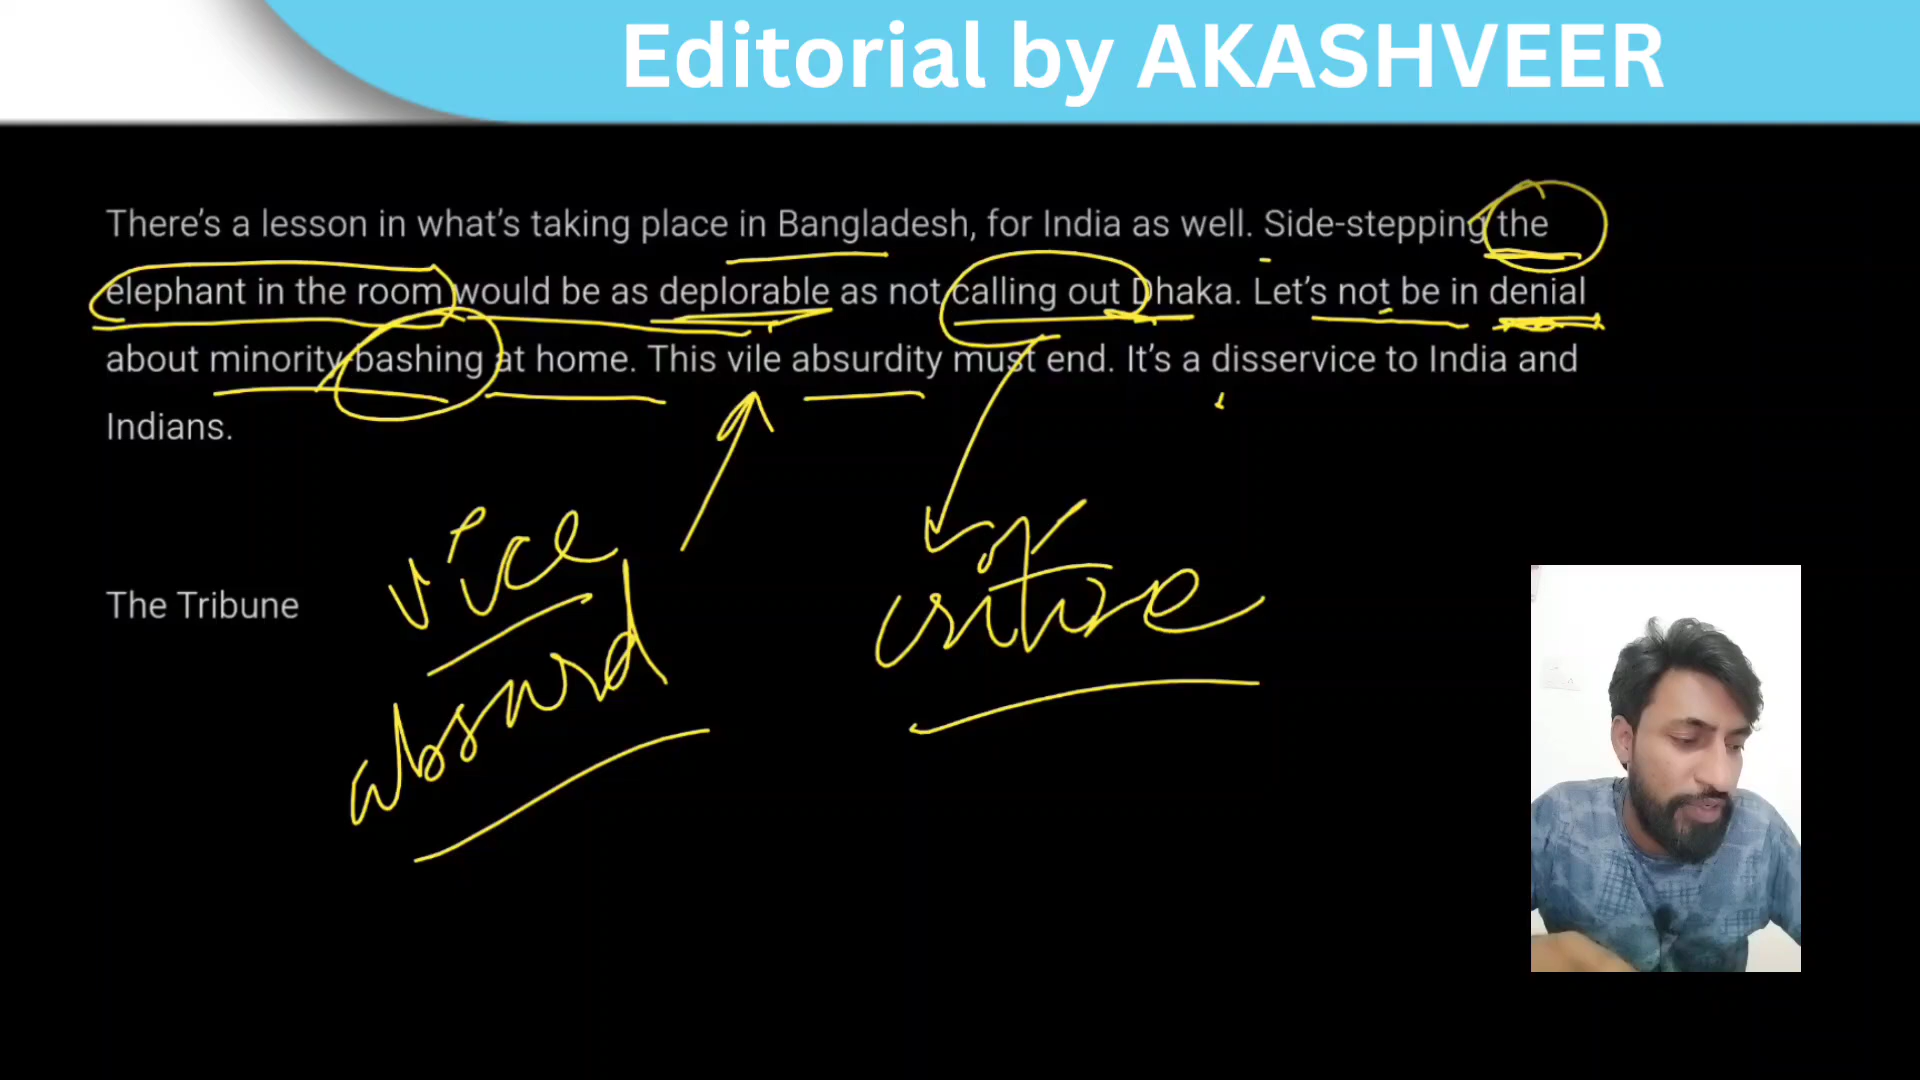 Editorial by AKASHVEER
There’s a lesson in what’s taking place in Bangladesh, for India as well. Side-stepping the
elephant in the room would be as deplorable as not calling out Dhaka. Let’s not be in denial
about minority bashing at home. This vile absurdity must end. It’s a disservice to India and
Indians.
vice
absurd
The Tribune